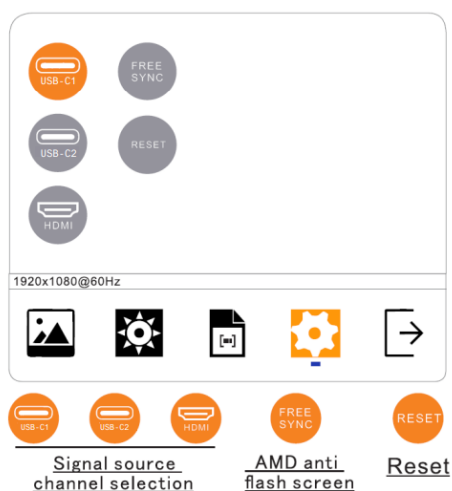 USB-C1
FREE
SYNC
USB-C2
RESET
HDMI
1920x1080@60Hz
USB-C1
USB-C2
HDMI
FREE
SYNC
RESET
Signal source
channel selection
AMD anti
flash screen
Reset